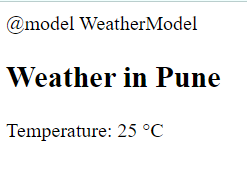 @model WeatherModel
Weather in Pune
Temperature: 25 °C